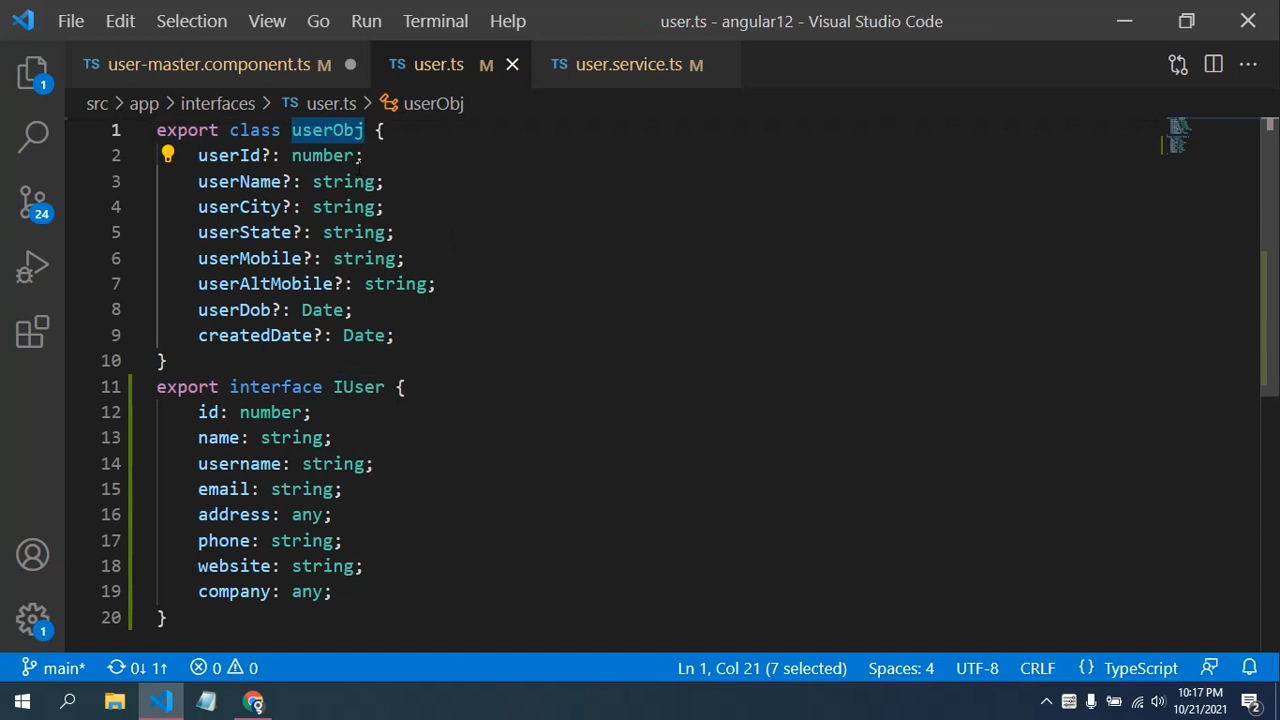 File Edit Selection View Go Run Terminal Help user.ts - angular12 - Visual Studio Code
TS user-master.component.ts M TS user.ts M TS user.service.ts M
src > app > interfaces > TS user.ts > userObj
1 export class userObj {
2 userId?: number;
3 userName?: string;
4 userCity?: string;
5 userState?: string;
6 userMobile?: string;
7 userAltMobile?: string;
8 userDob?: Date;
9 createdDate?: Date;
10 }
11 export interface IUser {
12 id: number;
13 name: string;
14 username: string;
15 email: string;
16 address: any;
17 phone: string;
18 website: string;
19 company: any;
20 }
1
24
1
main* 0↓ 1↑ 0 0 Ln 1, Col 21 (7 selected) Spaces: 4 UTF-8 CRLF {} TypeScript
10:17 PM
10/21/2021
2